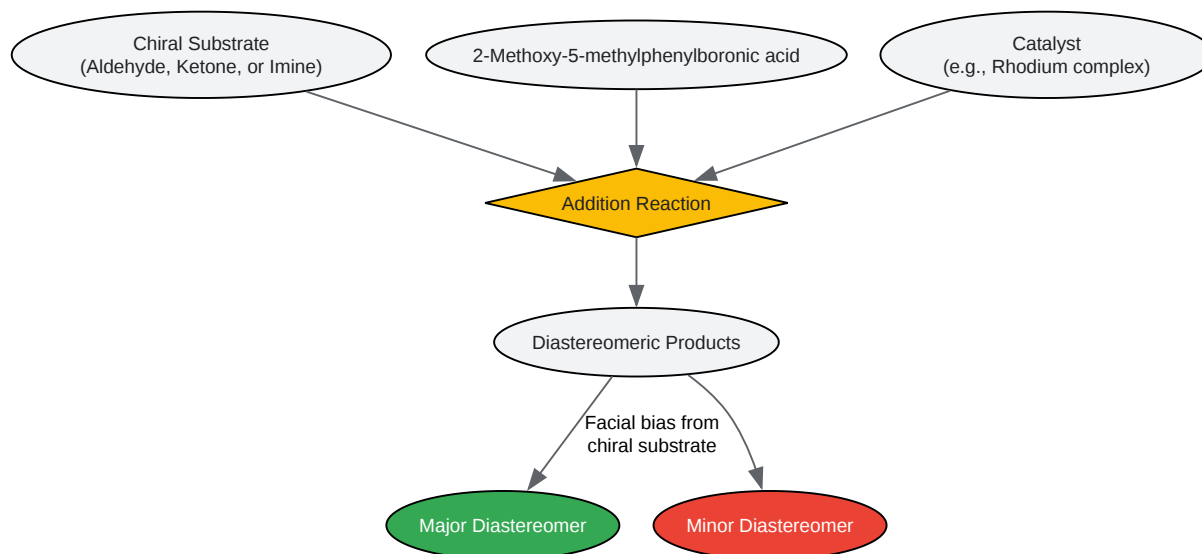 Chiral Substrate
(Aldehyde, Ketone, or Imine)
2-Methoxy-5-methylphenylboronic acid
Catalyst
(e.g., Rhodium complex)
Addition Reaction
Diastereomeric Products
Facial bias from
chiral substrate
Major Diastereomer
Minor Diastereomer